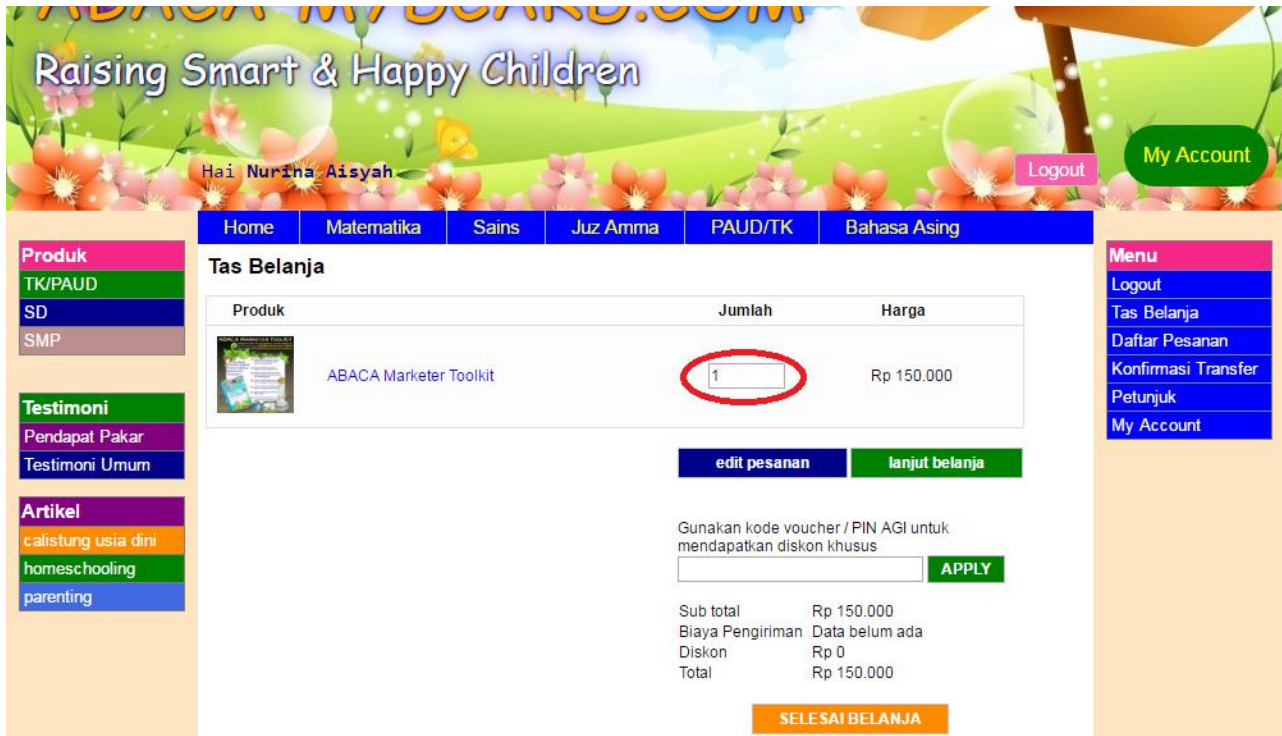 ABACA-MYBCARD.COM
Raising Smart & Happy Children
Hai Nurina Aisyah
Logout
My Account
Home Matematika Sains Juz Amma PAUD/TK Bahasa Asing
Produk
TK/PAUD
SD
SMP
Testimoni
Pendapat Pakar
Testimoni Umum
Artikel
calistung usia dini
homeschooling
parenting
Tas Belanja
Produk Jumlah Harga
ABACA Marketer Toolkit 1 Rp 150.000
edit pesanan lanjut belanja
Gunakan kode voucher / PIN AGI untuk
mendapatkan diskon khusus
APPLY
Sub total Rp 150.000
Biaya Pengiriman Data belum ada
Diskon Rp 0
Total Rp 150.000
SELESAI BELANJA
Menu
Logout
Tas Belanja
Daftar Pesanan
Konfirmasi Transfer
Petunjuk
My Account